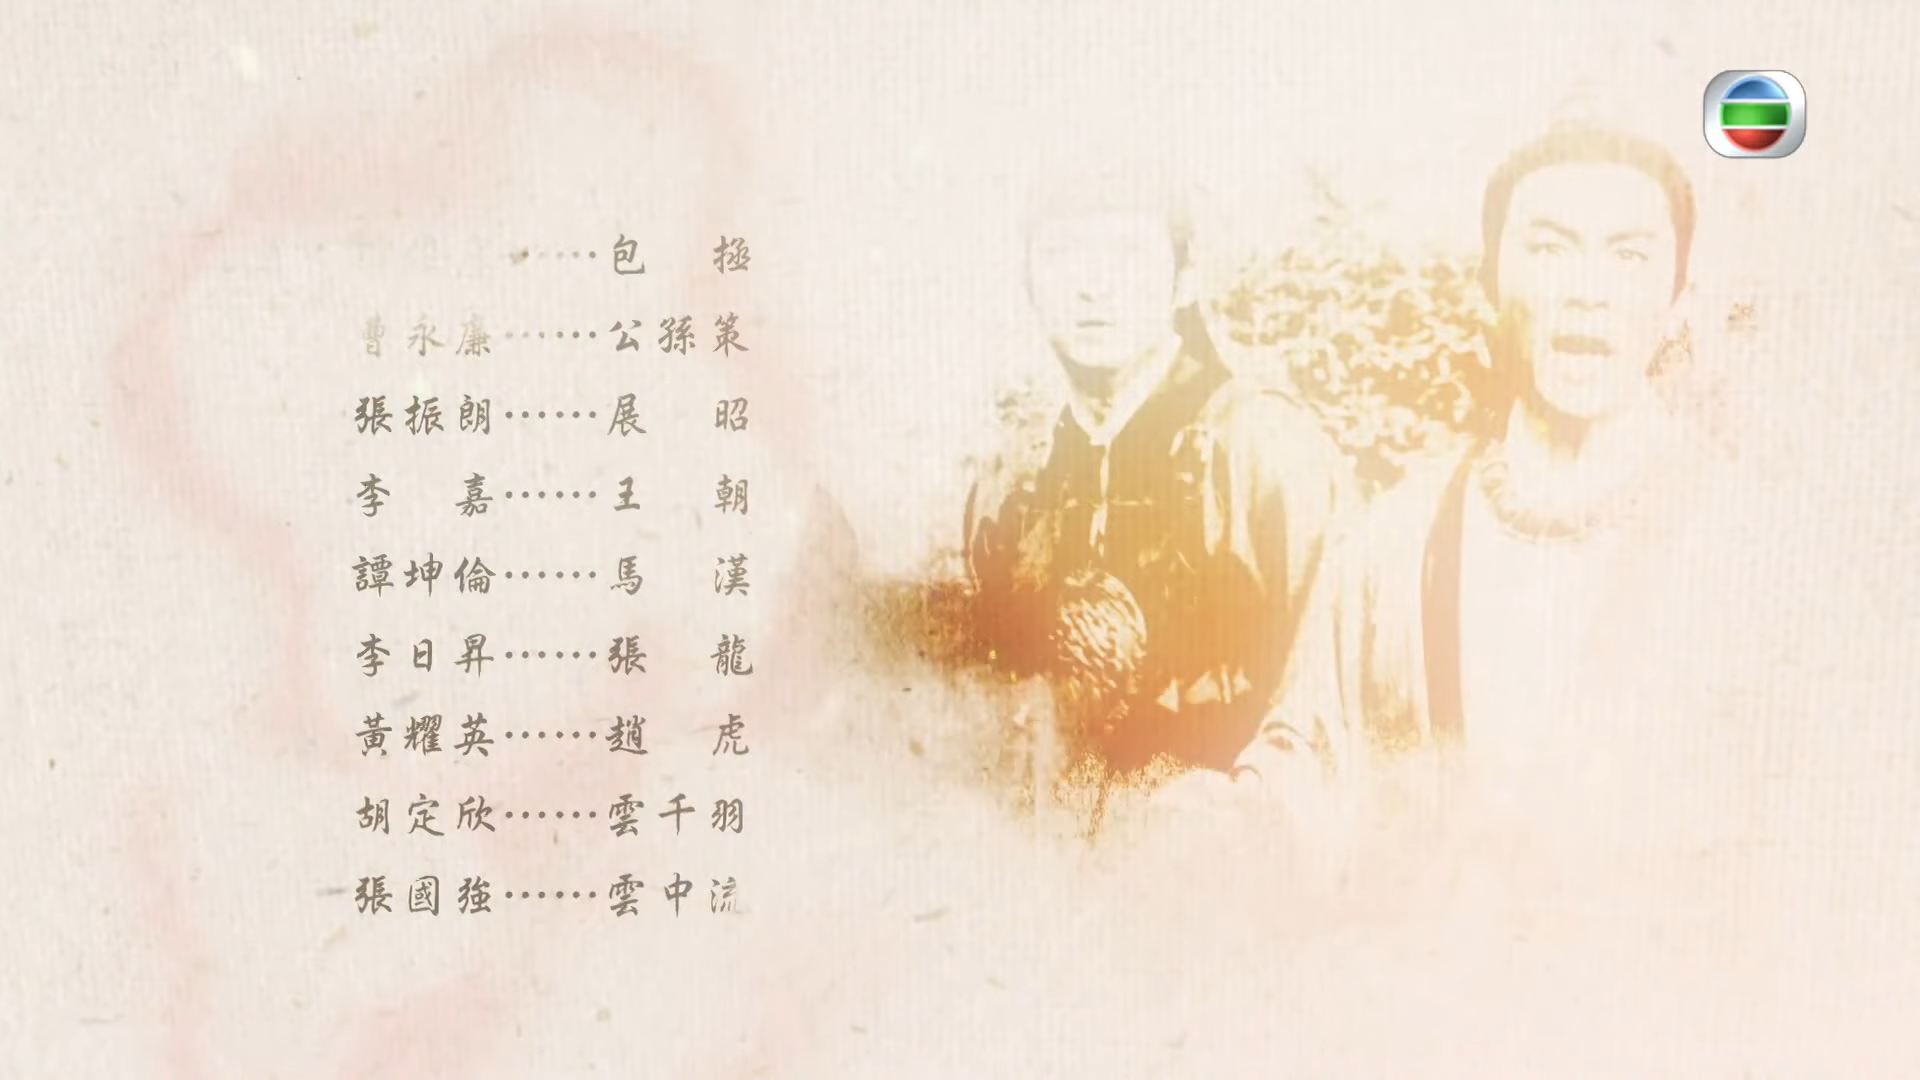 ……包拯
曹永廉……公孫策
張振朗……展昭
李嘉……王朝
譚坤倫……馬漢
李日昇……張龍
黃耀英……趙虎
胡定欣……雲千羽
張國強……雲中流